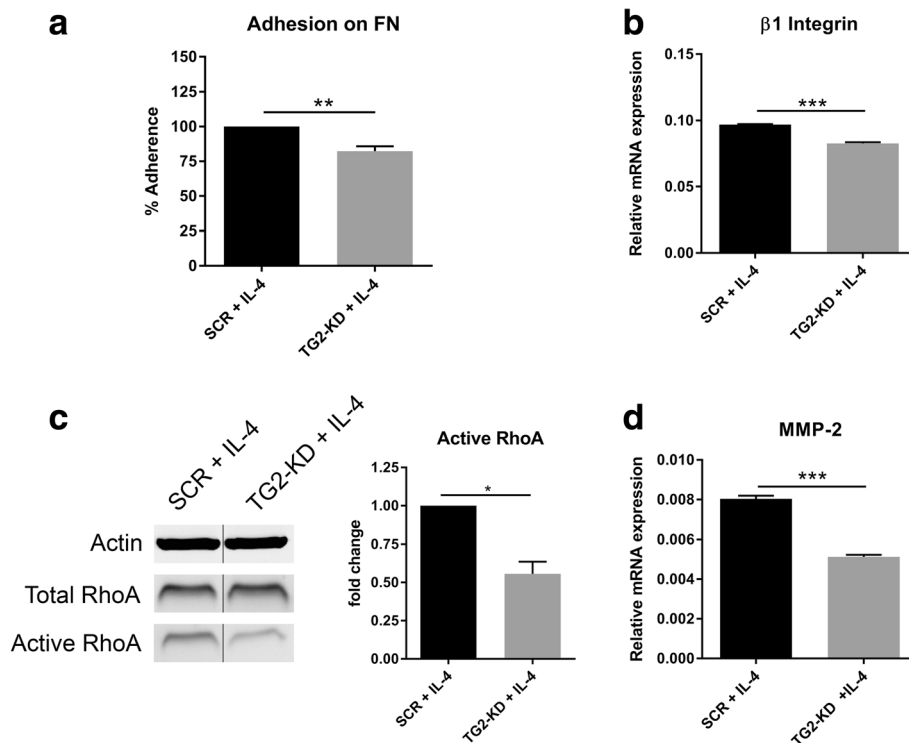 a
Adhesion on FN
% Adherence
150
125
100
75
50
25
0
**
SCR + IL-4
TG2-KD + IL-4
b
β1 Integrin
Relative mRNA expression
0.15
0.10
0.05
0.00
***
SCR + IL-4
TG2-KD + IL-4
c
SCR + IL-4
TG2-KD + IL-4
Actin
Total RhoA
Active RhoA
Active RhoA
fold change
1.25
1.00
0.75
0.50
0.25
0.00
*
SCR + IL-4
TG2-KD + IL-4
d
MMP-2
Relative mRNA expression
0.010
0.008
0.006
0.004
0.002
0.000
***
SCR + IL-4
TG2-KD +IL-4